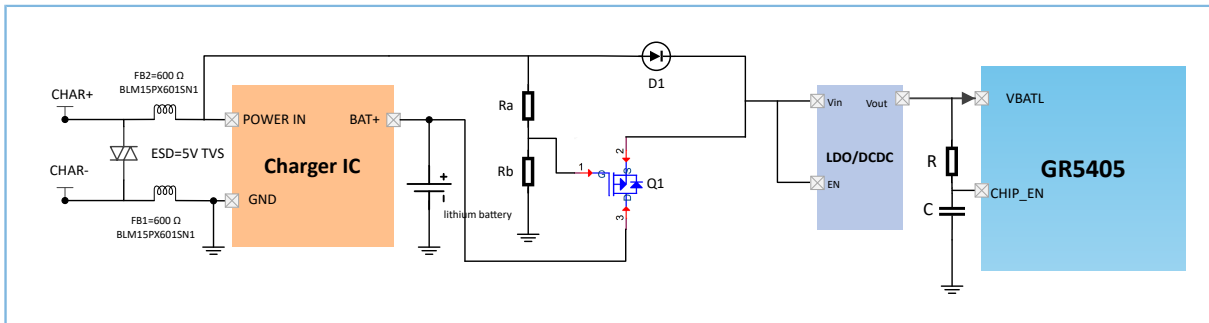 FB2=600 Ω
BLM15PX601SN1
CHAR+
CHAR-
ESD=5V TVS
FB1=600 Ω
BLM15PX601SN1
POWER IN
BAT+
Charger IC
GND
+
-
lithium battery
Ra
Rb
D1
1
G
2
S
D
3
Q1
Vin
Vout
LDO/DCDC
EN
R
C
VBATL
GR5405
CHIP_EN